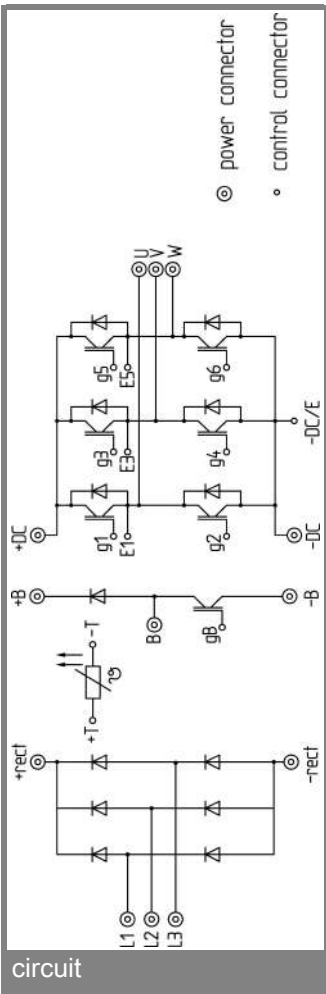 power connector
control connector
U
V
W
g5
E5
g6
g3
E3
g4
g1
E1
g2
+DC
-DC/E
-DC
+B
B
gB
-B
-T
+T
ϑ
+rect
-rect
L1
L2
L3
circuit